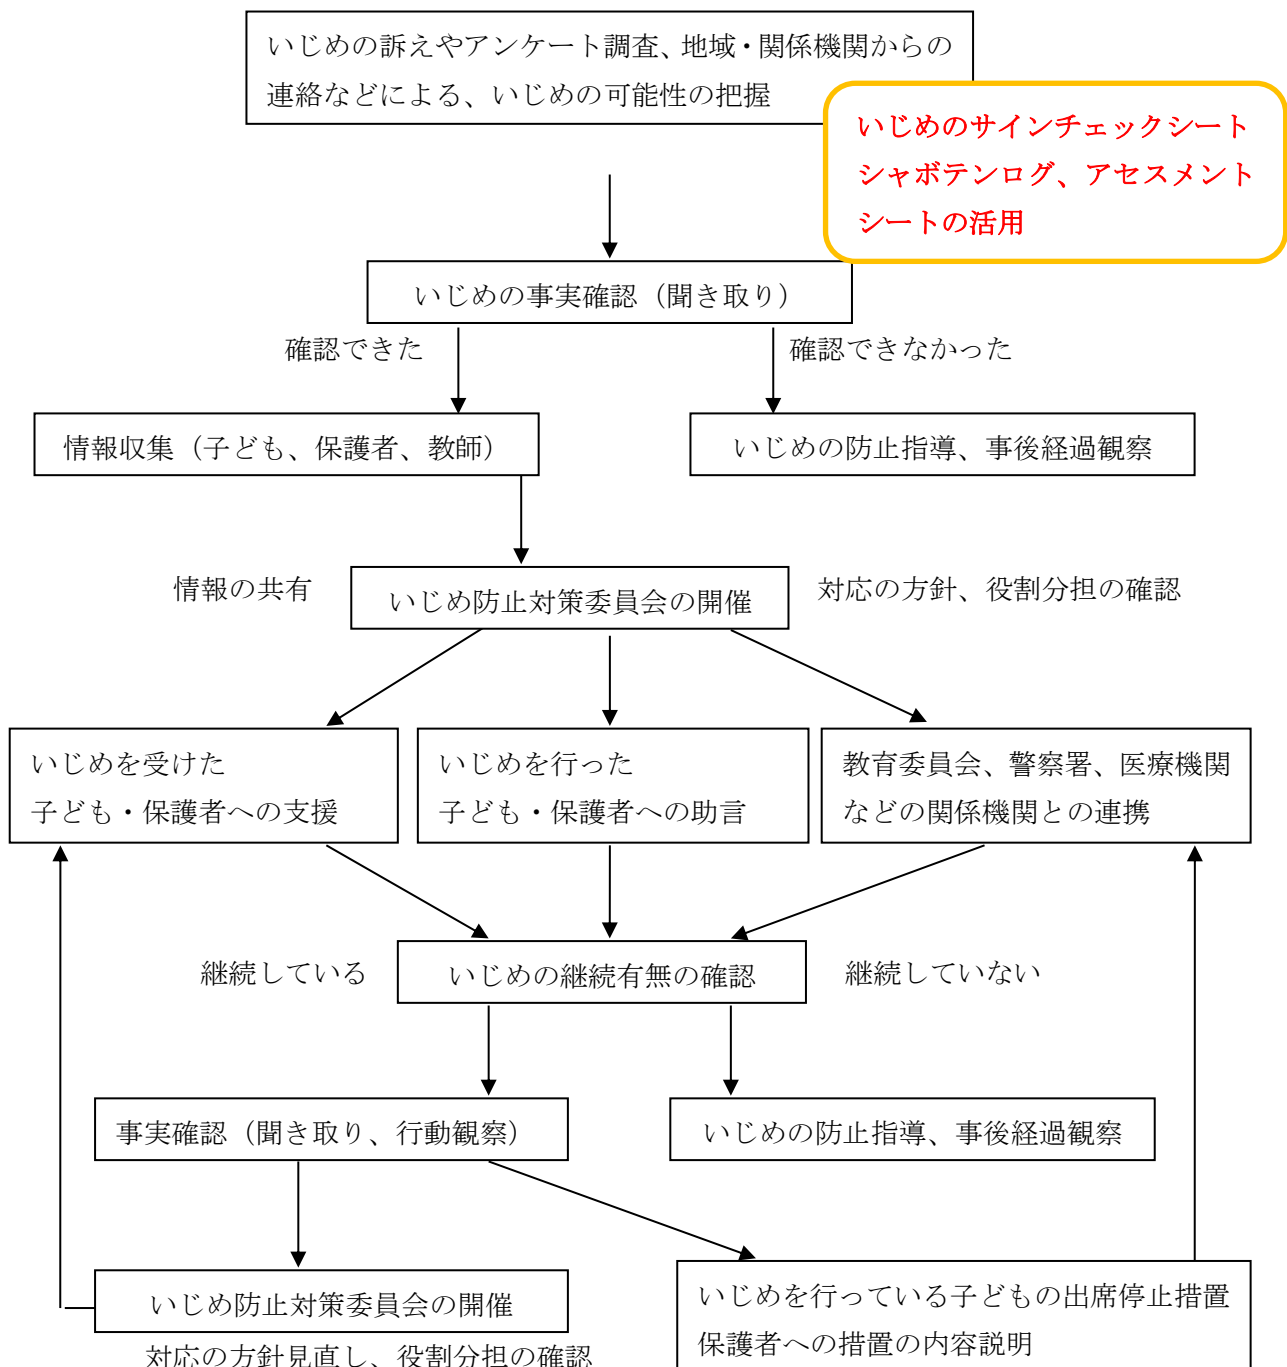 いじめの訴えやアンケート調査、地域・関係機関からの
連絡などによる、いじめの可能性の把握
いじめのサインチェックシート
シャボテンログ、アセスメント
シートの活用
いじめの事実確認（聞き取り）
確認できた
確認できなかった
情報収集（子ども、保護者、教師）
いじめの防止指導、事後経過観察
情報の共有
いじめ防止対策委員会の開催
対応の方針、役割分担の確認
いじめを受けた
子ども・保護者への支援
いじめを行った
子ども・保護者への助言
教育委員会、警察署、医療機関
などの関係機関との連携
継続している
いじめの継続有無の確認
継続していない
事実確認（聞き取り、行動観察）
いじめの防止指導、事後経過観察
いじめ防止対策委員会の開催
対応の方針見直し、役割分担の確認
いじめを行っている子どもの出席停止措置
保護者への措置の内容説明